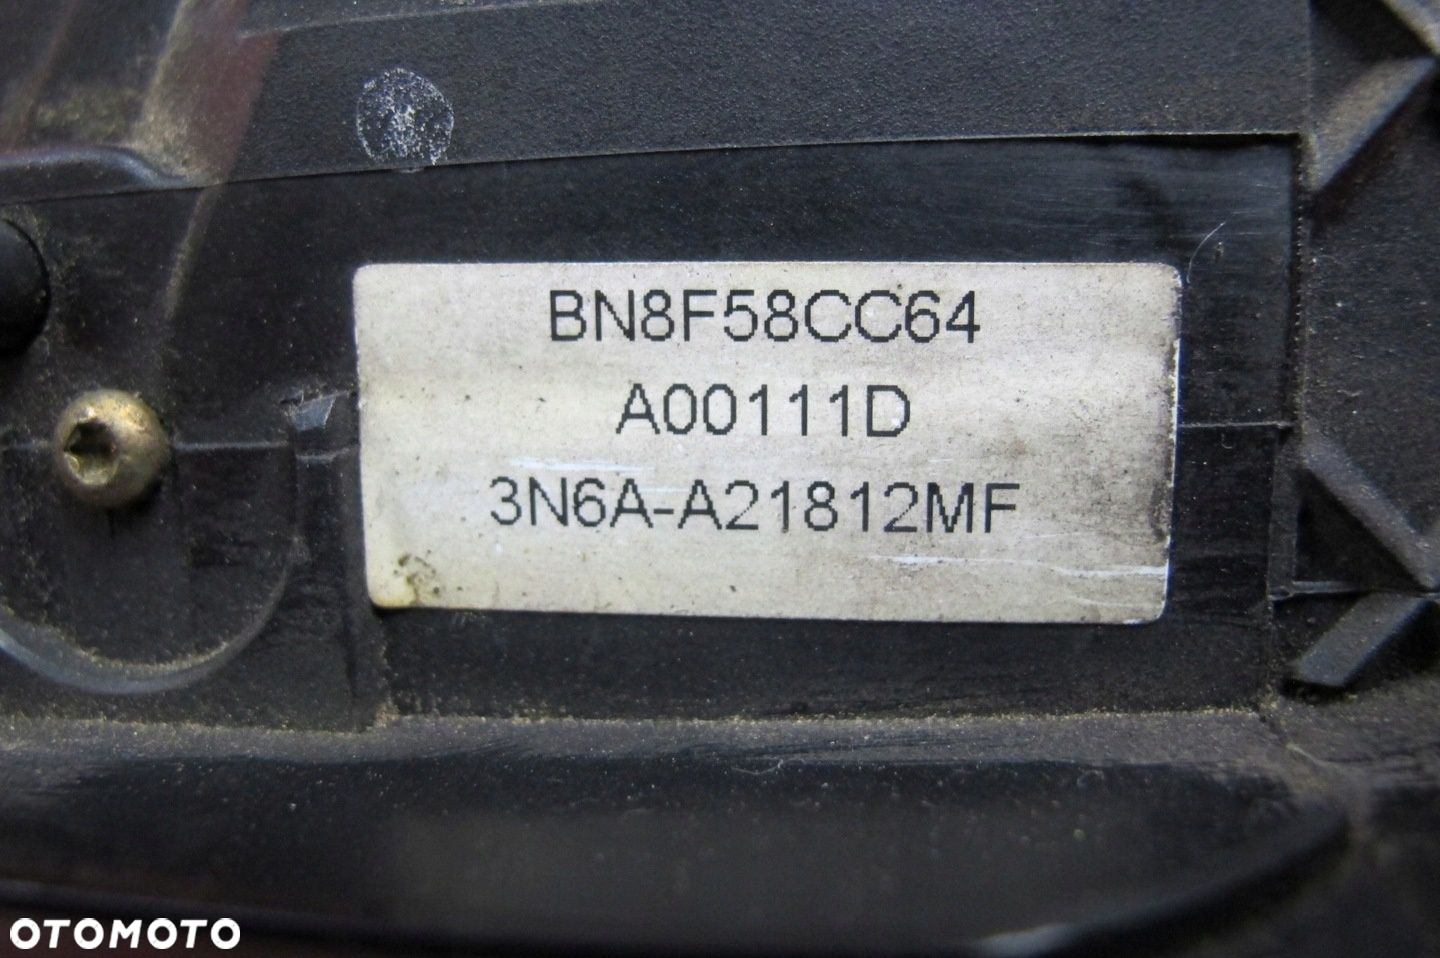 BN8F58CC64
A00111D
3N6A-A21812MF
OTOMOTO